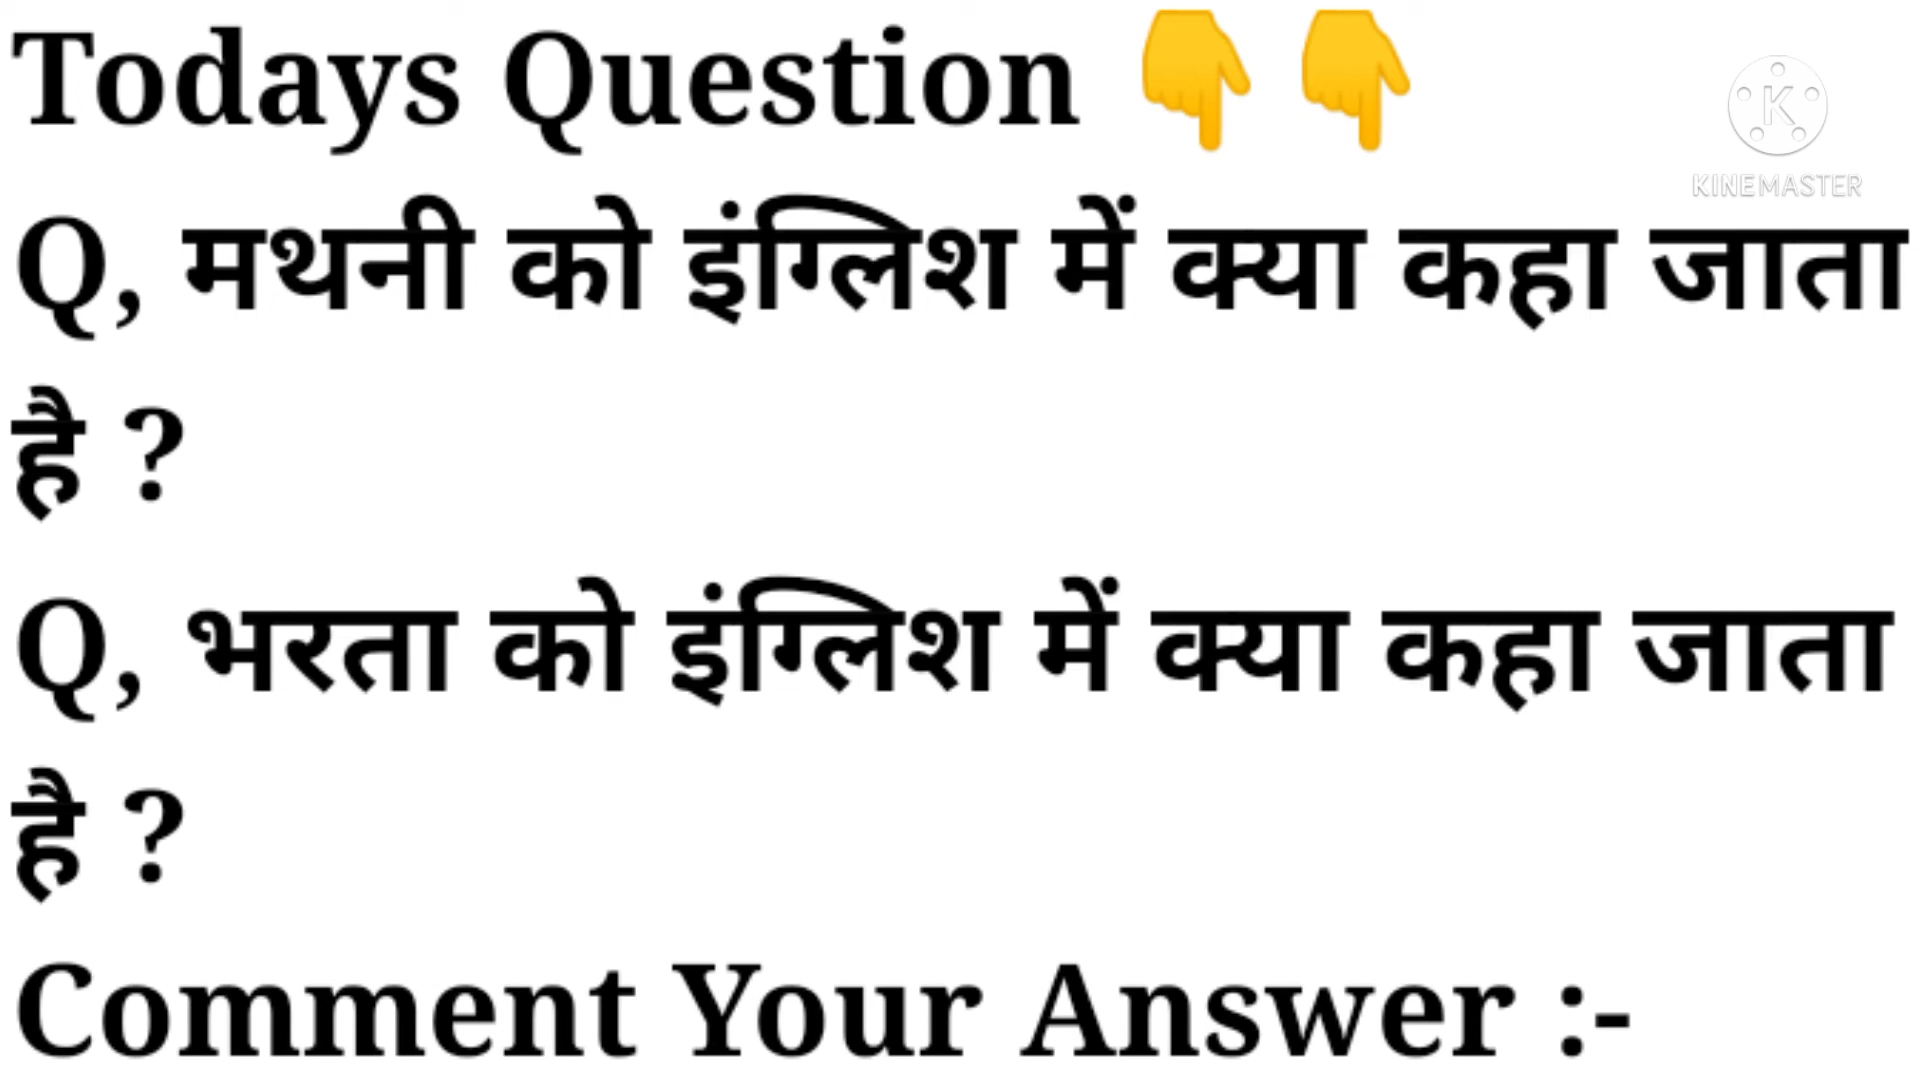 Todays Question 👇 👇
K
KINEMASTER
Q, मथनी को इंग्लिश में क्या कहा जाता
है ?
Q, भरता को इंग्लिश में क्या कहा जाता
है ?
Comment Your Answer :-